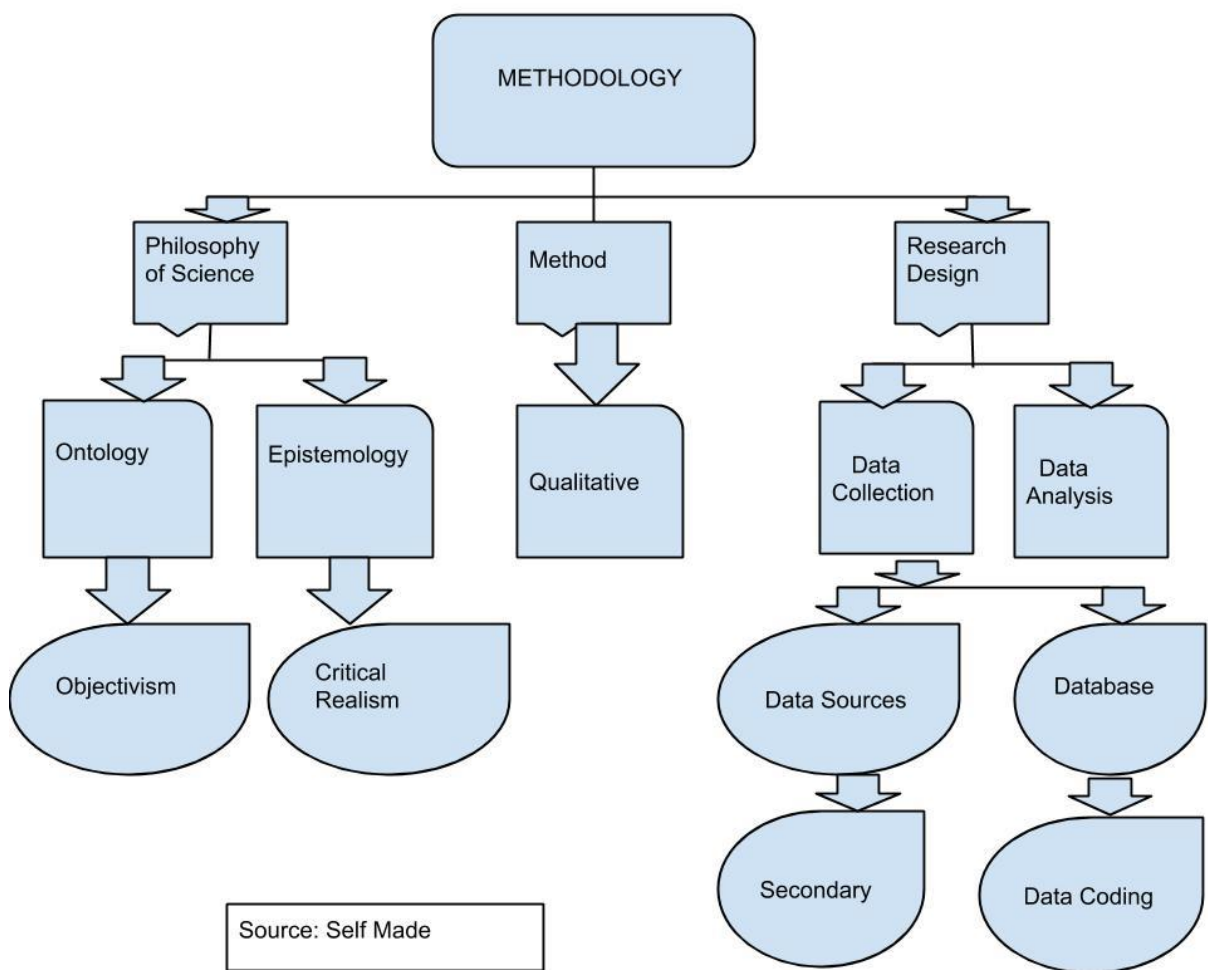 METHODOLOGY
Philosophy
of Science
Method
Research
Design
Ontology
Epistemology
Qualitative
Data
Collection
Data
Analysis
Objectivism
Critical
Realism
Data Sources
Database
Secondary
Data Coding
Source: Self Made